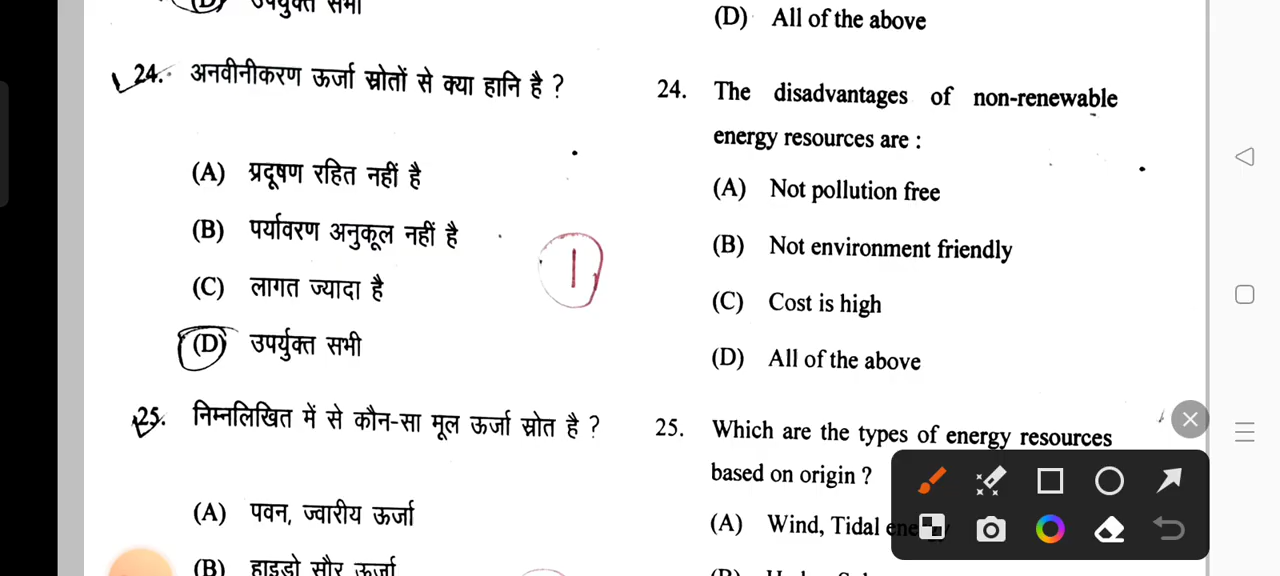 (D) उपर्युक्त सभी
24. अनवीनीकरण ऊर्जा स्रोतों से क्या हानि है ?
(A) प्रदूषण रहित नहीं है
(B) पर्यावरण अनुकूल नहीं है
(C) लागत ज्यादा है
(D) उपर्युक्त सभी
1
25. निम्नलिखित में से कौन-सा मूल ऊर्जा स्रोत है ?
(A) पवन, ज्वारीय ऊर्जा
(B) हाइड्रो सौर ऊर्जा
(D) All of the above
24. The disadvantages of non-renewable
energy resources are :
(A) Not pollution free
(B) Not environment friendly
(C) Cost is high
(D) All of the above
25. Which are the types of energy resources
based on origin ?
(A) Wind, Tidal